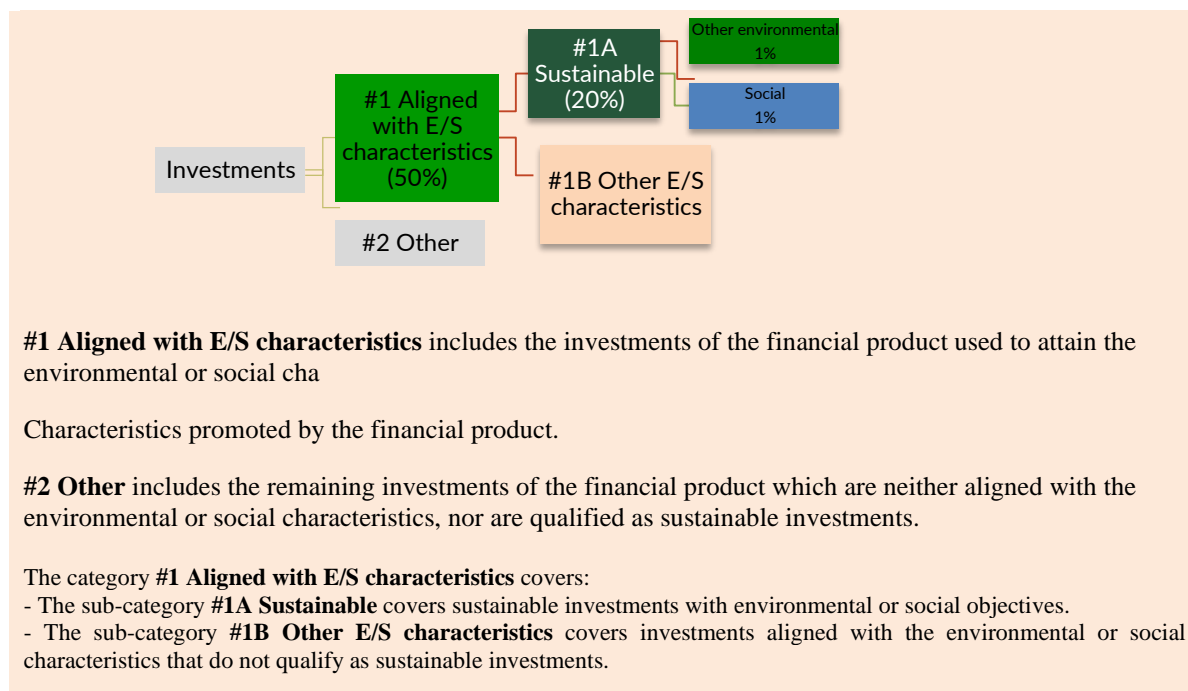 Other environmental
1%
#1A
Sustainable
(20%)
Social
1%
#1 Aligned
with E/S
characteristics
(50%)
Investments
#1B Other E/S
characteristics
#2 Other
#1 Aligned with E/S characteristics includes the investments of the financial product used to attain the
environmental or social cha
Characteristics promoted by the financial product.
#2 Other includes the remaining investments of the financial product which are neither aligned with the
environmental or social characteristics, nor are qualified as sustainable investments.
The category #1 Aligned with E/S characteristics covers:
- The sub-category #1A Sustainable covers sustainable investments with environmental or social objectives.
- The sub-category #1B Other E/S characteristics covers investments aligned with the environmental or social
characteristics that do not qualify as sustainable investments.